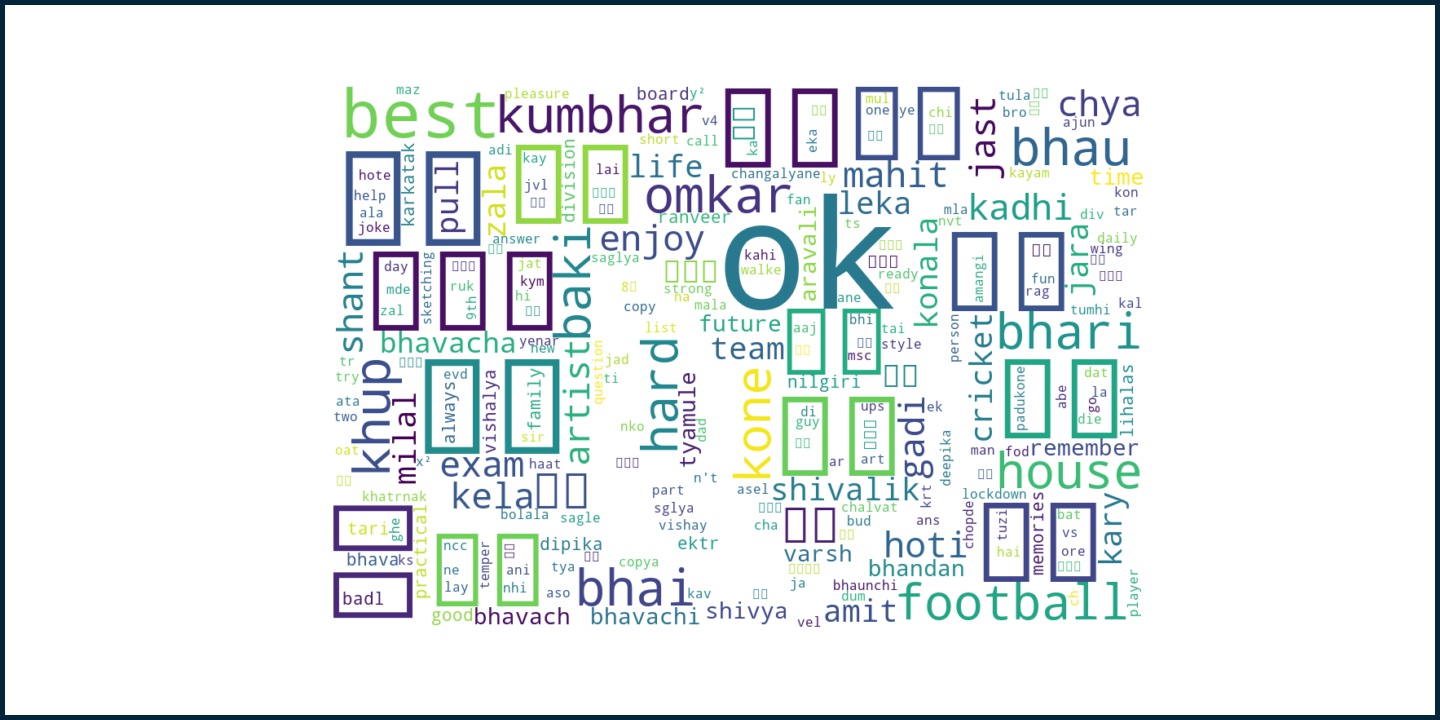 maz
pleasure
board
y²
best
kumbhar
v4
short
call
ka
eka
mul
one
ye
chi
jast
tula
bro
chya
ajun
bhau
hote
help
ala
joke
karkatak
pull
adi
zala
kay
jvl
division
lai
life
changalyane
ly
mahit
kayam
time
kon
omkar
fan
leka
mla
kadhi
div
tar
ranveer
aravali
ts
nvt
answer
enjoy
ok
konala
jara
daily
wing
shant
day
mde
zal
sketching
ruk
9th
jat
kym
hi
baki
saglya
kahi
walke
ready
amangi
fun
rag
strong
na
mala
copy
ane
tumhi
kal
bhavacha
yenar
new
list
future
team
aaj
bhi
msc
tai
style
person
cricket
bhari
tr
try
ata
two
khup
milal
always
evd
vishalya
family
sir
artist
question
jad
ti
hard
tyamule
dad
kone
nilgiri
di
guy
ups
art
ar
gadi
ek
padukone
abe
dat
la
go
die
lihalas
oat
x²
exam
haat
nko
n't
deepika
man
fod
remember
house
khatrnak
kela
part
asel
shivalik
krt
lockdown
tari
ghe
practical
bolala
sagle
sglya
vishay
cha
chalvat
bud
ans
chopde
tuzi
hai
memories
bat
vs
ore
kary
bhava
ks
ncc
ne
lay
temper
ani
nhi
dipika
ektr
varsh
hoti
bhandan
badl
tya
aso
copya
bhai
kav
ja
bhaunchi
dum
football
ch
player
good
bhavach
bhavachi
shivya
vel
amit